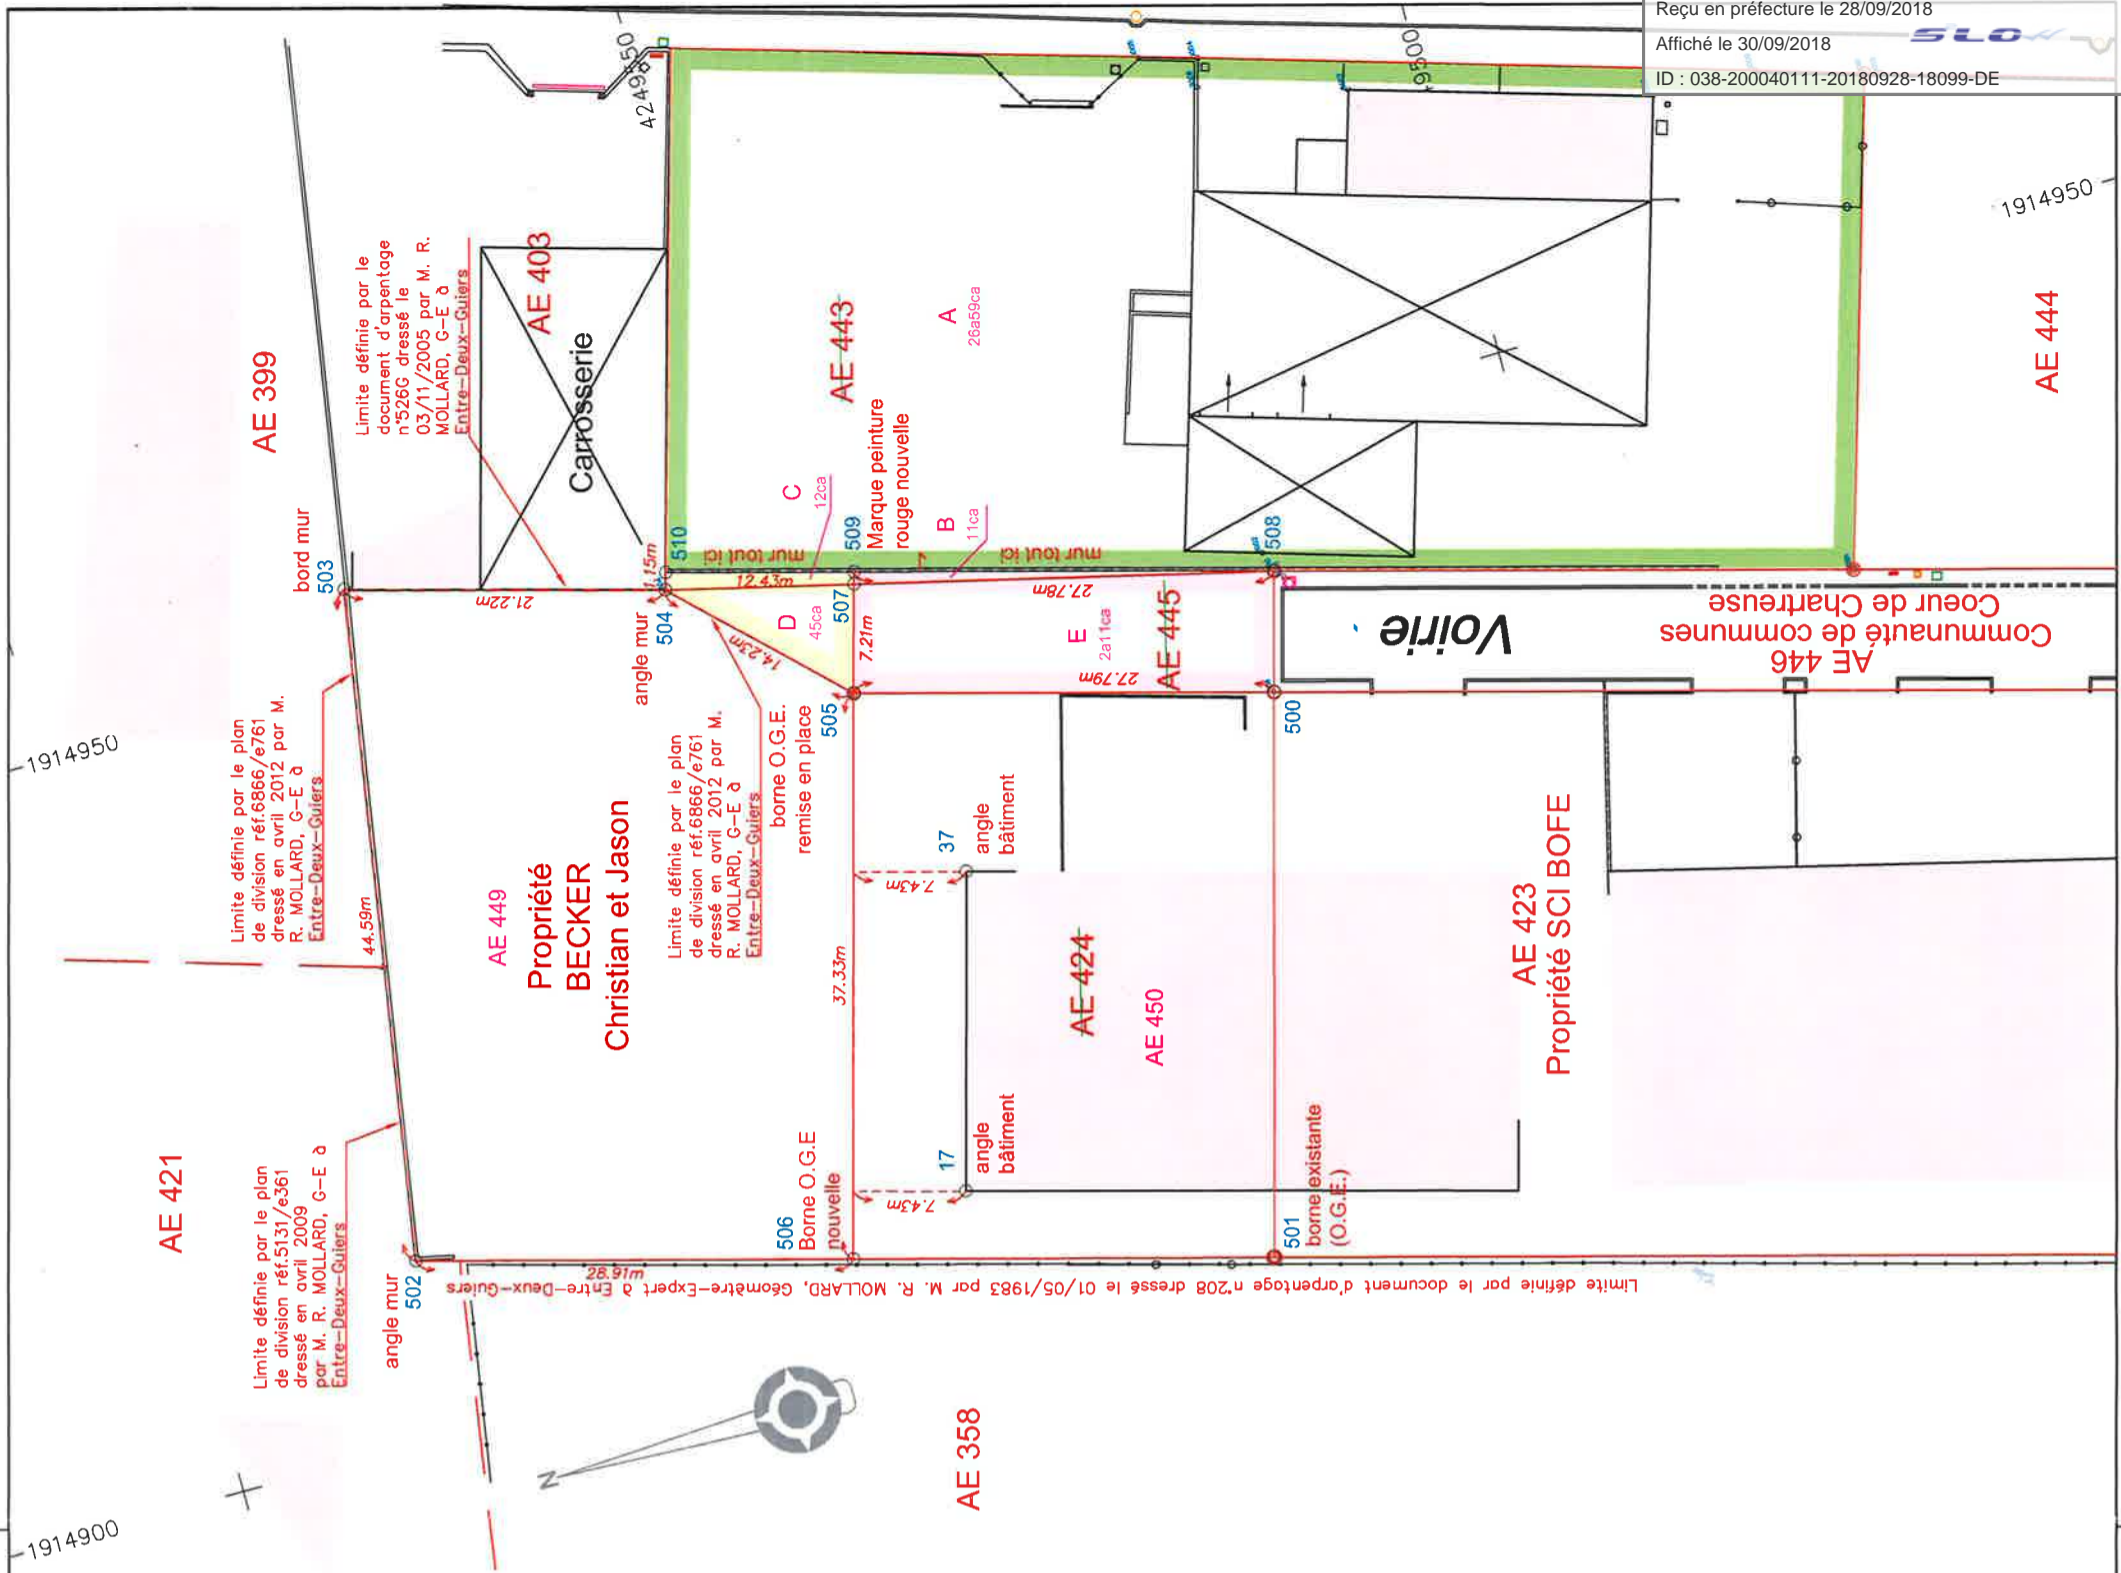 Reçu en préfecture le 28/09/2018
Affiché le 30/09/2018
SLOW
ID : 038-200040111-20180928-18099-DE
AE 421
Limite définie par le plan
de division réf.5131/e361
dressé en avril 2009
par M. R. MOLLARD, G-E à
Entre-Deux-Guiers
angle mur
502
1914900
1914950
Limite définie par le plan
de division réf.6866/e761
dressé en avril 2012 par M.
R. MOLLARD, G-E à
Entre-Deux-Guiers
44.59m
AE 399
bord mur
503
Limite définie par le
document d'arpentage
n°526G dressé le
03/11/2005 par M. R.
MOLLARD, G-E à
Entre-Deux-Guiers
AE 403
Carrosserie
21.22m
4249550
AE 449
Propriété
BECKER
Christian et Jason
Limite définie par le plan
de division réf.6866/e761
dressé en avril 2012 par M.
R. MOLLARD, G-E à
Entre-Deux-Guiers
angle mur
504
1.15m
510
14.23m
12.43m
mur tout ici
D
45ca
C
12ca
507
509
Marque peinture
rouge nouvelle
7.21m
B
11ca
mur tout ici
27.78m
508
AE 443
A
26a59ca
borne O.G.E.
remise en place
505
E
2a11ca
AE 445
27.79m
500
37.33m
506
Borne O.G.E
nouvelle
28.91m
7.43m
7.43m
17
angle
bâtiment
37
angle
bâtiment
AE 424
AE 450
501
borne existante
(O.G.E.)
Limite définie par le document d'arpentage n°208 dressé le 01/05/1983 par M. R. MOLLARD, Géomètre-Expert à Entre-Deux-Guiers
AE 423
Propriété SCI BOFE
Voirie
AE 446
Communauté de communes
Coeur de Chartreuse
AE 444
1914950
9500
N
AE 358